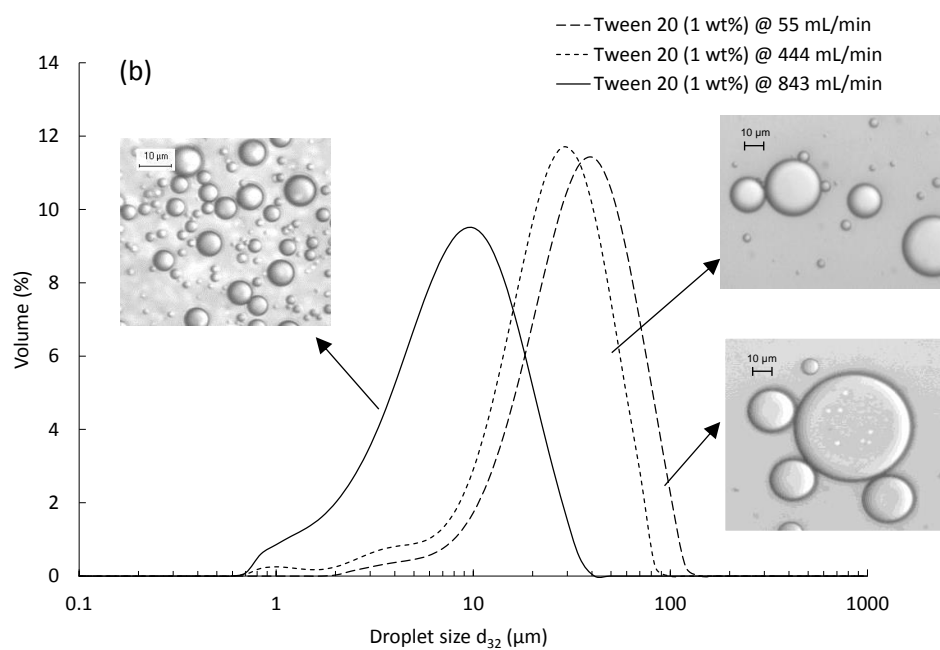 Tween 20 (1 wt%) @ 55 mL/min
Tween 20 (1 wt%) @ 444 mL/min
Tween 20 (1 wt%) @ 843 mL/min
(b)
14
12
10
8
6
4
2
0
Volume (%)
10 µm
10 µm
10 µm
0.1
1
10
100
1000
Droplet size d32 (µm)